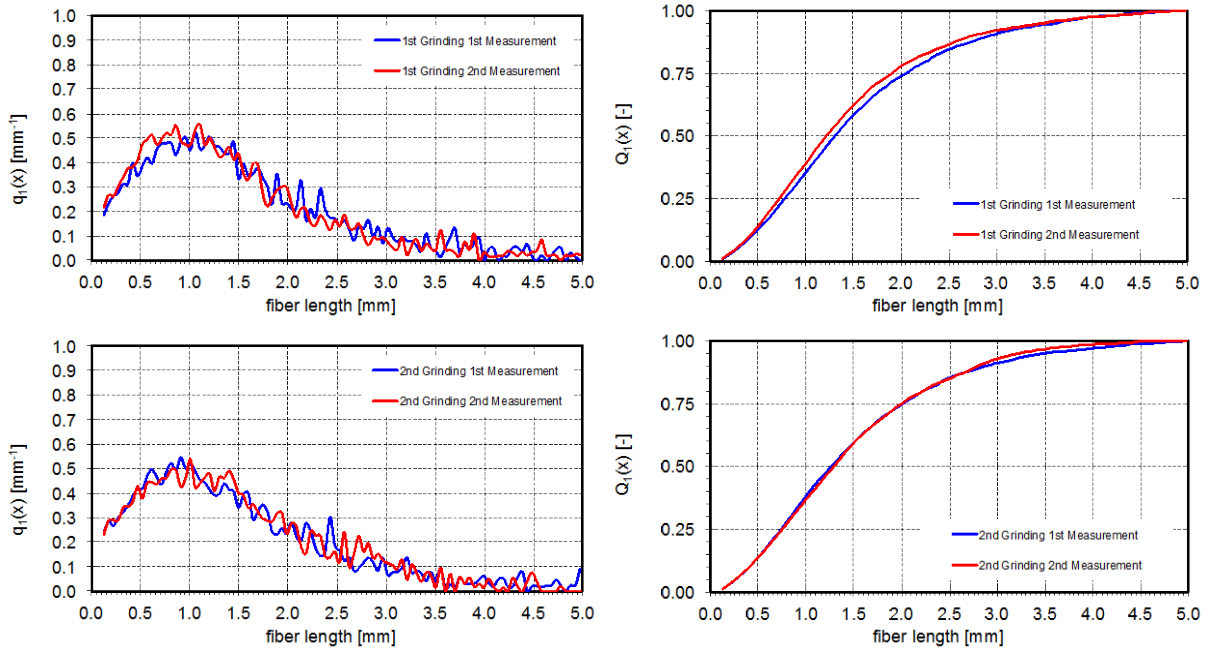 1.0
0.9
0.8
0.7
0.6
0.5
0.4
0.3
0.2
0.1
0.0
q₁(x) [mm⁻¹]
1st Grinding 1st Measurement
1st Grinding 2nd Measurement
0.0 0.5 1.0 1.5 2.0 2.5 3.0 3.5 4.0 4.5 5.0
fiber length [mm]
1.00
0.75
0.50
0.25
0.00
Q₁(x) [-]
1st Grinding 1st Measurement
1st Grinding 2nd Measurement
0.0 0.5 1.0 1.5 2.0 2.5 3.0 3.5 4.0 4.5 5.0
fiber length [mm]
1.0
0.9
0.8
0.7
0.6
0.5
0.4
0.3
0.2
0.1
0.0
q₁(x) [mm⁻¹]
2nd Grinding 1st Measurement
2nd Grinding 2nd Measurement
0.0 0.5 1.0 1.5 2.0 2.5 3.0 3.5 4.0 4.5 5.0
fiber length [mm]
1.00
0.75
0.50
0.25
0.00
Q₁(x) [-]
2nd Grinding 1st Measurement
2nd Grinding 2nd Measurement
0.0 0.5 1.0 1.5 2.0 2.5 3.0 3.5 4.0 4.5 5.0
fiber length [mm]